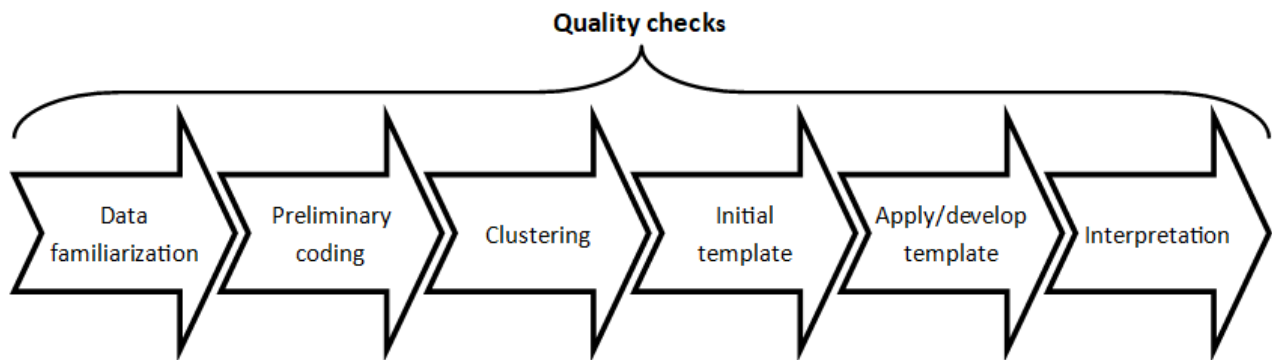 Quality checks
Data
familiarization
Preliminary
coding
Clustering
Initial
template
Apply/develop
template
Interpretation